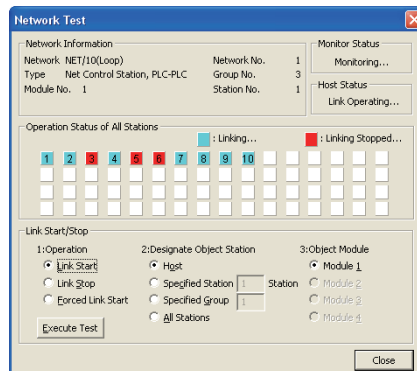 Network Test
Network Information
Network NET/10(Loop) Network No. 1
Type Net Control Station, PLC-PLC Group No. 3
Module No. 1 Station No. 1
Monitor Status
Monitoring...
Host Status
Link Operating...
Operation Status of All Stations
: Linking... : Linking Stopped...
1 2 3 4 5 6 7 8 9 10
Link Start/Stop
1:Operation 2:Designate Object Station 3:Object Module
Link Start Host Module 1
Link Stop Specified Station 1 Station Module 2
Forced Link Start Specified Group 1 Module 3
All Stations Module 4
Execute Test
Close